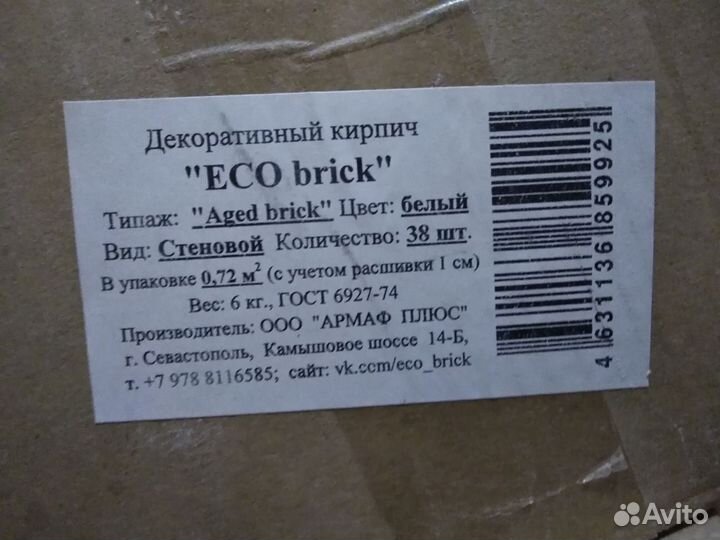 Декоративный кирпич
"ECO brick"
Типаж: "Aged brick" Цвет: белый
Вид: Стеновой Количество: 38 шт.
В упаковке 0,72 м² (с учетом расшивки 1 см)
Вес: 6 кг., ГОСТ 6927-74
Производитель: ООО "АРМАФ ПЛЮС"
г. Севастополь, Камышовое шоссе 14-Б,
т. +7 978 8116585; сайт: vk.com/eco_brick
4631136859925
Avito